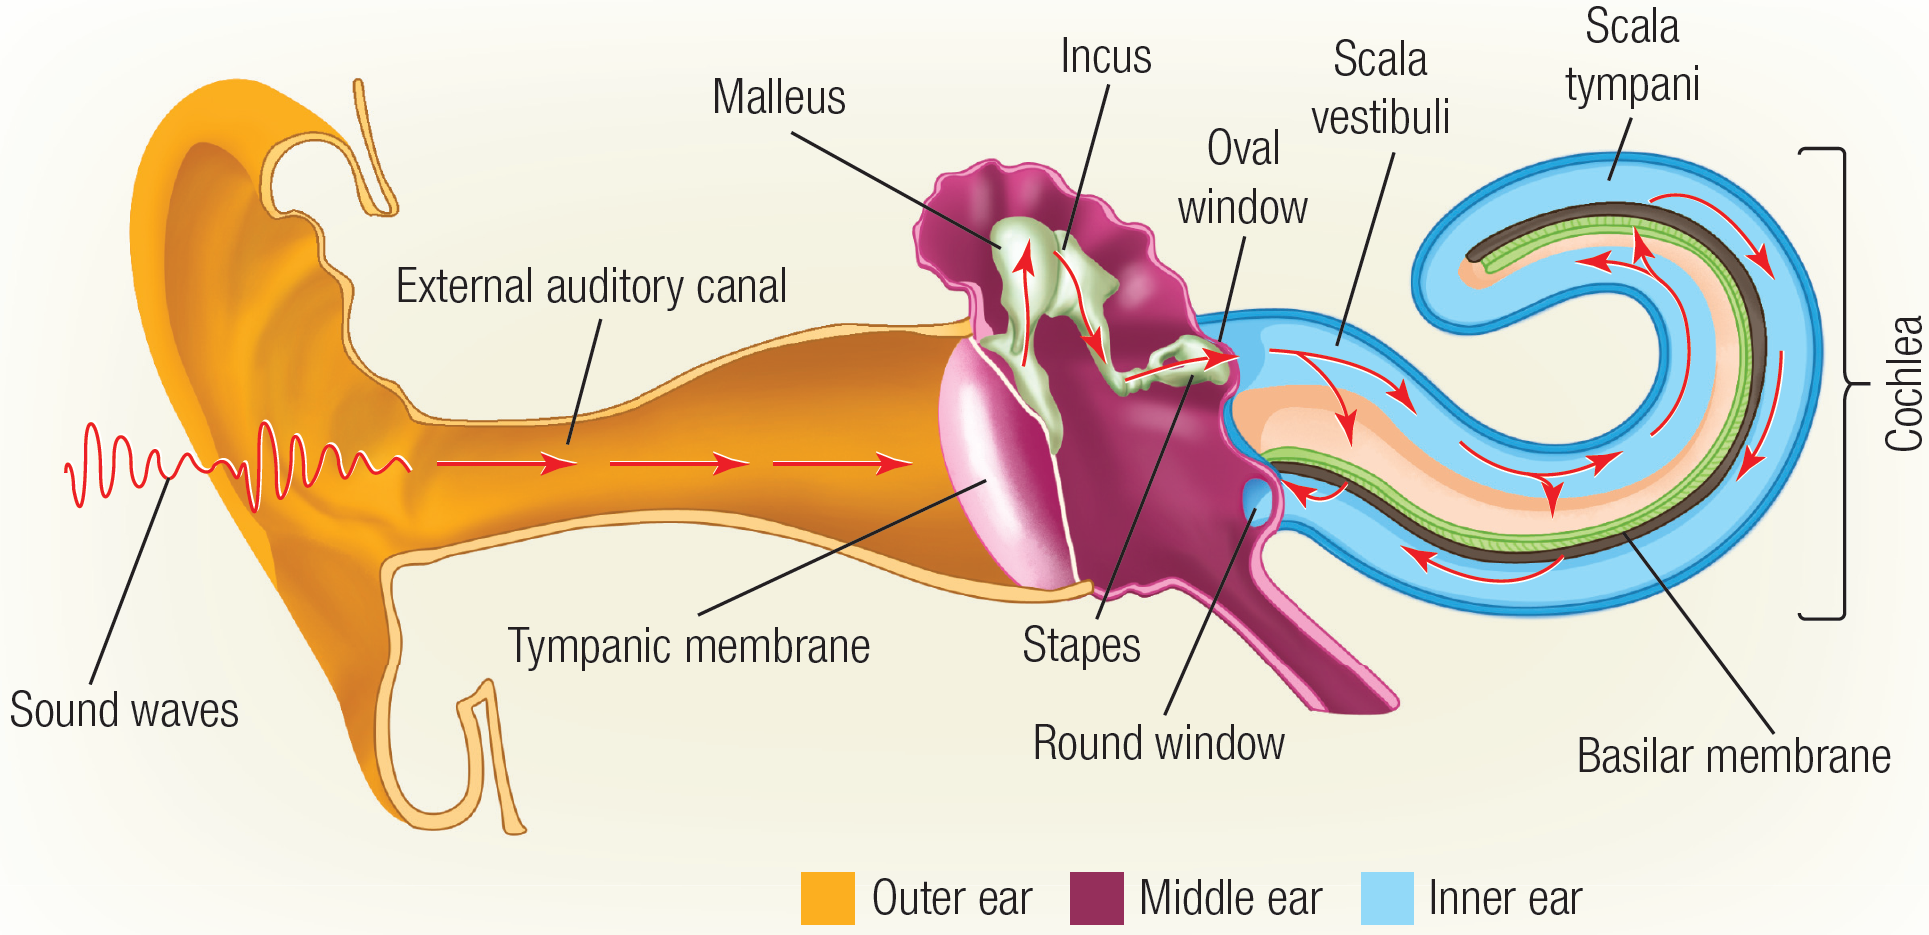 Scala
tympani
Incus
Scala
vestibuli
Malleus
Oval
window
External auditory canal
Cochlea
Tympanic membrane
Stapes
Sound waves
Round window
Basilar membrane
Outer ear
Middle ear
Inner ear